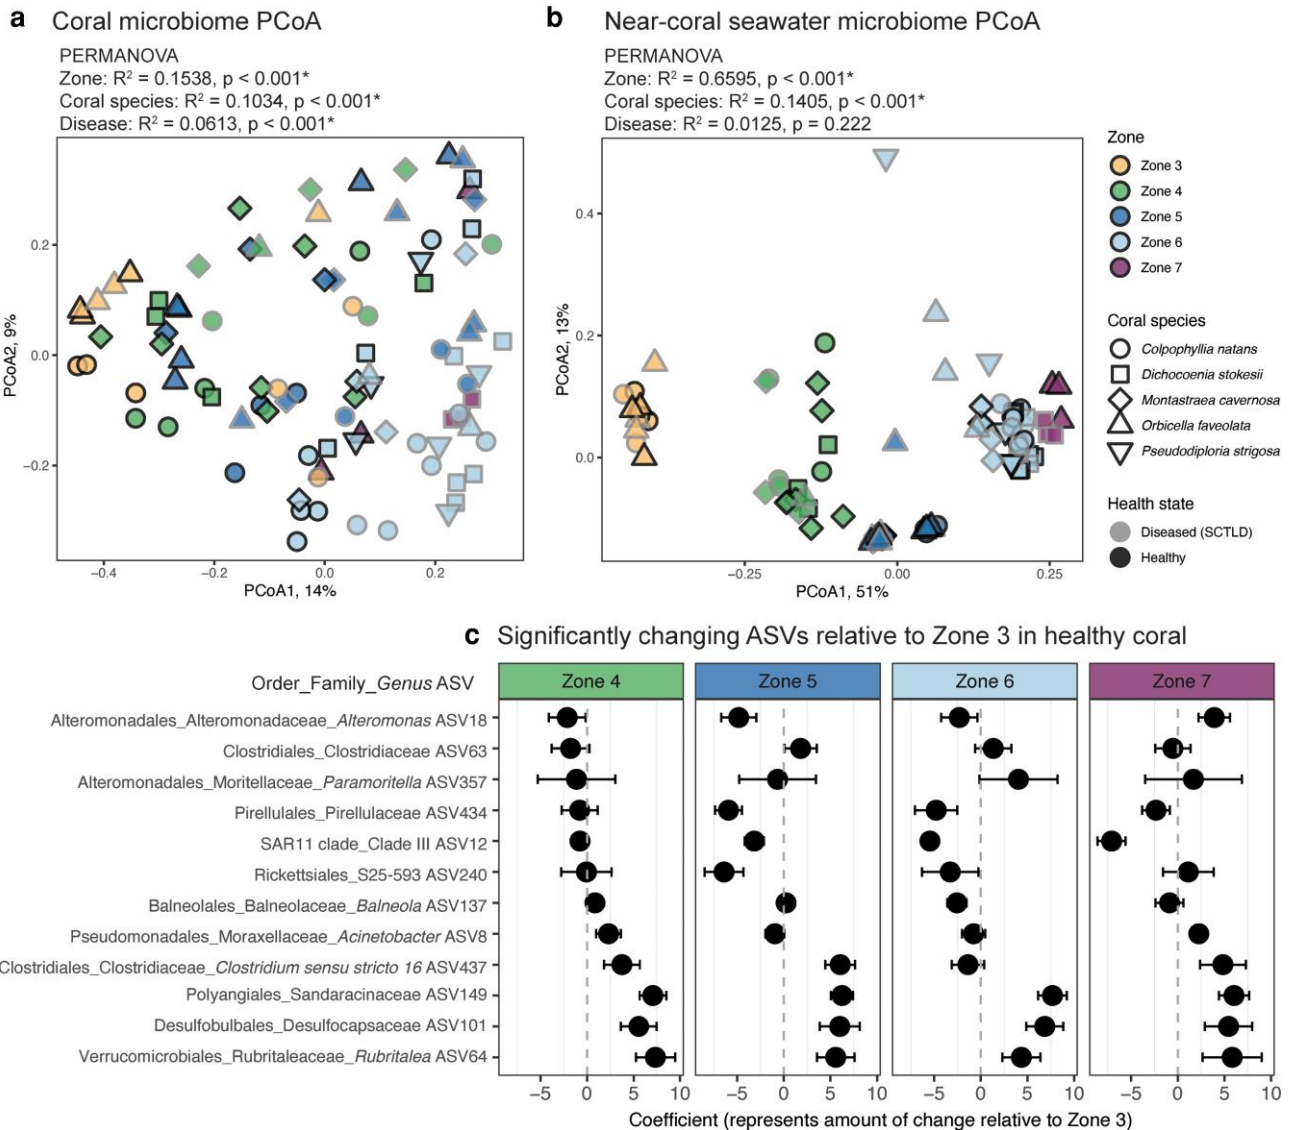 a Coral microbiome PCoA
PERMANOVA
Zone: R² = 0.1538, p < 0.001*
Coral species: R² = 0.1034, p < 0.001*
Disease: R² = 0.0613, p < 0.001*
PCoA2, 9%
0.2
0.0
−0.2
−0.4
−0.2
0.0
0.2
PCoA1, 14%
b Near-coral seawater microbiome PCoA
PERMANOVA
Zone: R² = 0.6595, p < 0.001*
Coral species: R² = 0.1405, p < 0.001*
Disease: R² = 0.0125, p = 0.222
PCoA2, 13%
0.4
0.2
0.0
−0.25
0.00
0.25
PCoA1, 51%
Zone
Zone 3
Zone 4
Zone 5
Zone 6
Zone 7
Coral species
Colpophyllia natans
Dichocoenia stokesii
Montastraea cavernosa
Orbicella faveolata
Pseudodiploria strigosa
Health state
Diseased (SCTLD)
Healthy
c Significantly changing ASVs relative to Zone 3 in healthy coral
Order_Family_Genus ASV
Zone 4
Zone 5
Zone 6
Zone 7
Alteromonadales_Alteromonadaceae_Alteromonas ASV18
Clostridiales_Clostridiaceae ASV63
Alteromonadales_Moritellaceae_Paramoritella ASV357
Pirellulales_Pirellulaceae ASV434
SAR11 clade_Clade III ASV12
Rickettsiales_S25-593 ASV240
Balneolales_Balneolaceae_Balneola ASV137
Pseudomonadales_Moraxellaceae_Acinetobacter ASV8
Clostridiales_Clostridiaceae_Clostridium sensu stricto 16 ASV437
Polyangiales_Sandaracinaceae ASV149
Desulfobulbales_Desulfocapsaceae ASV101
Verrucomicrobiales_Rubritaleaceae_Rubritalea ASV64
−5 0 5 10
−5 0 5 10
−5 0 5 10
−5 0 5 10
Coefficient (represents amount of change relative to Zone 3)